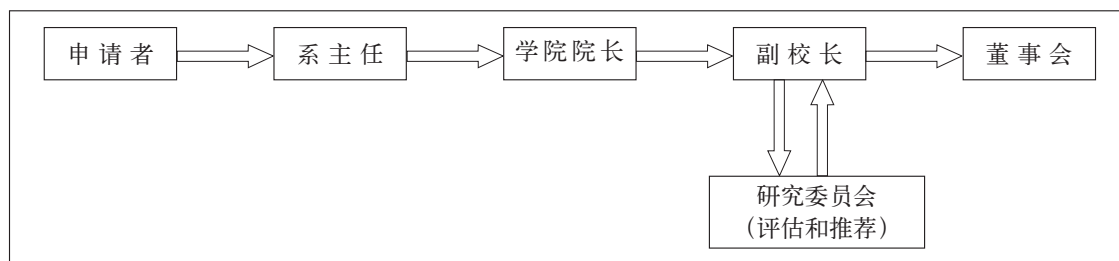 申请者
系主任
学院院长
副校长
董事会
研究委员会
（评估和推荐）